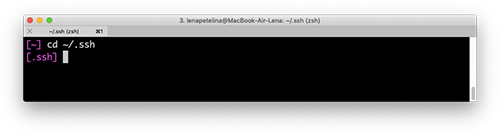 3. lenapetelina@MacBook-Air-Lena: ~/.ssh (zsh)
× ~/.ssh (zsh) ⌘1
[~] cd ~/.ssh
[.ssh]